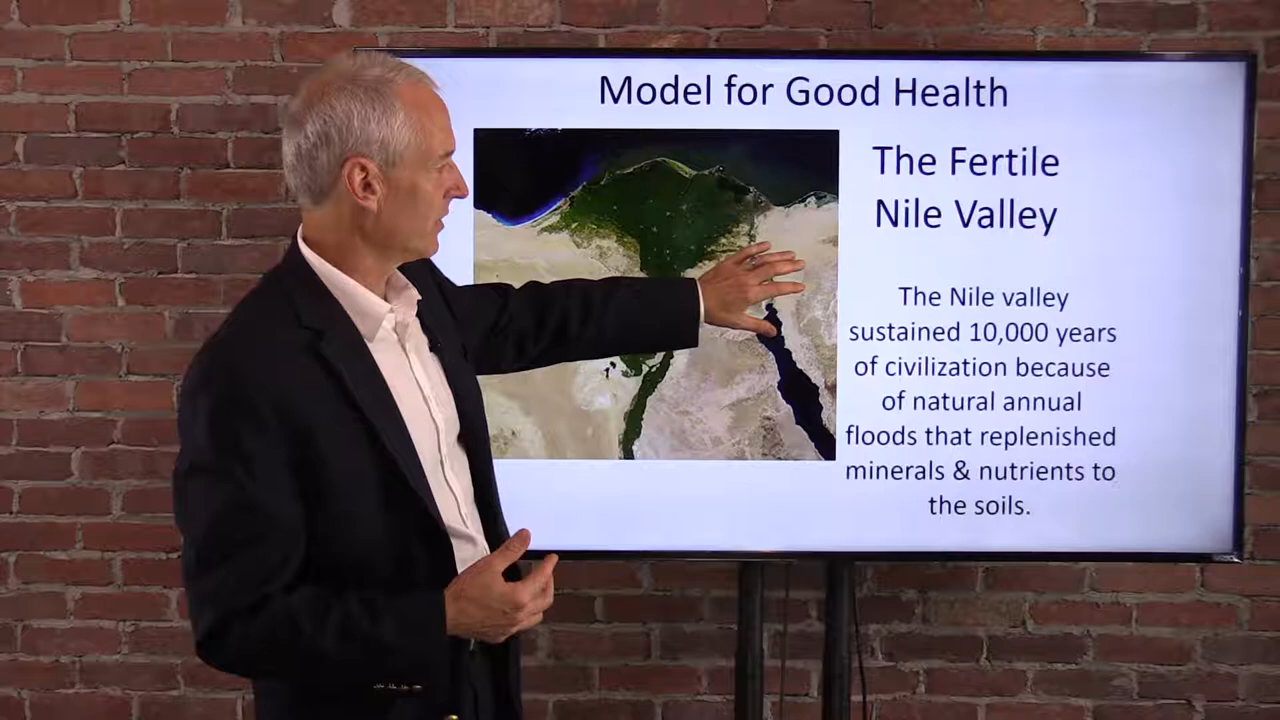 Model for Good Health
The Fertile
Nile Valley
The Nile valley
sustained 10,000 years
of civilization because
of natural annual
floods that replenished
minerals & nutrients to
the soils.